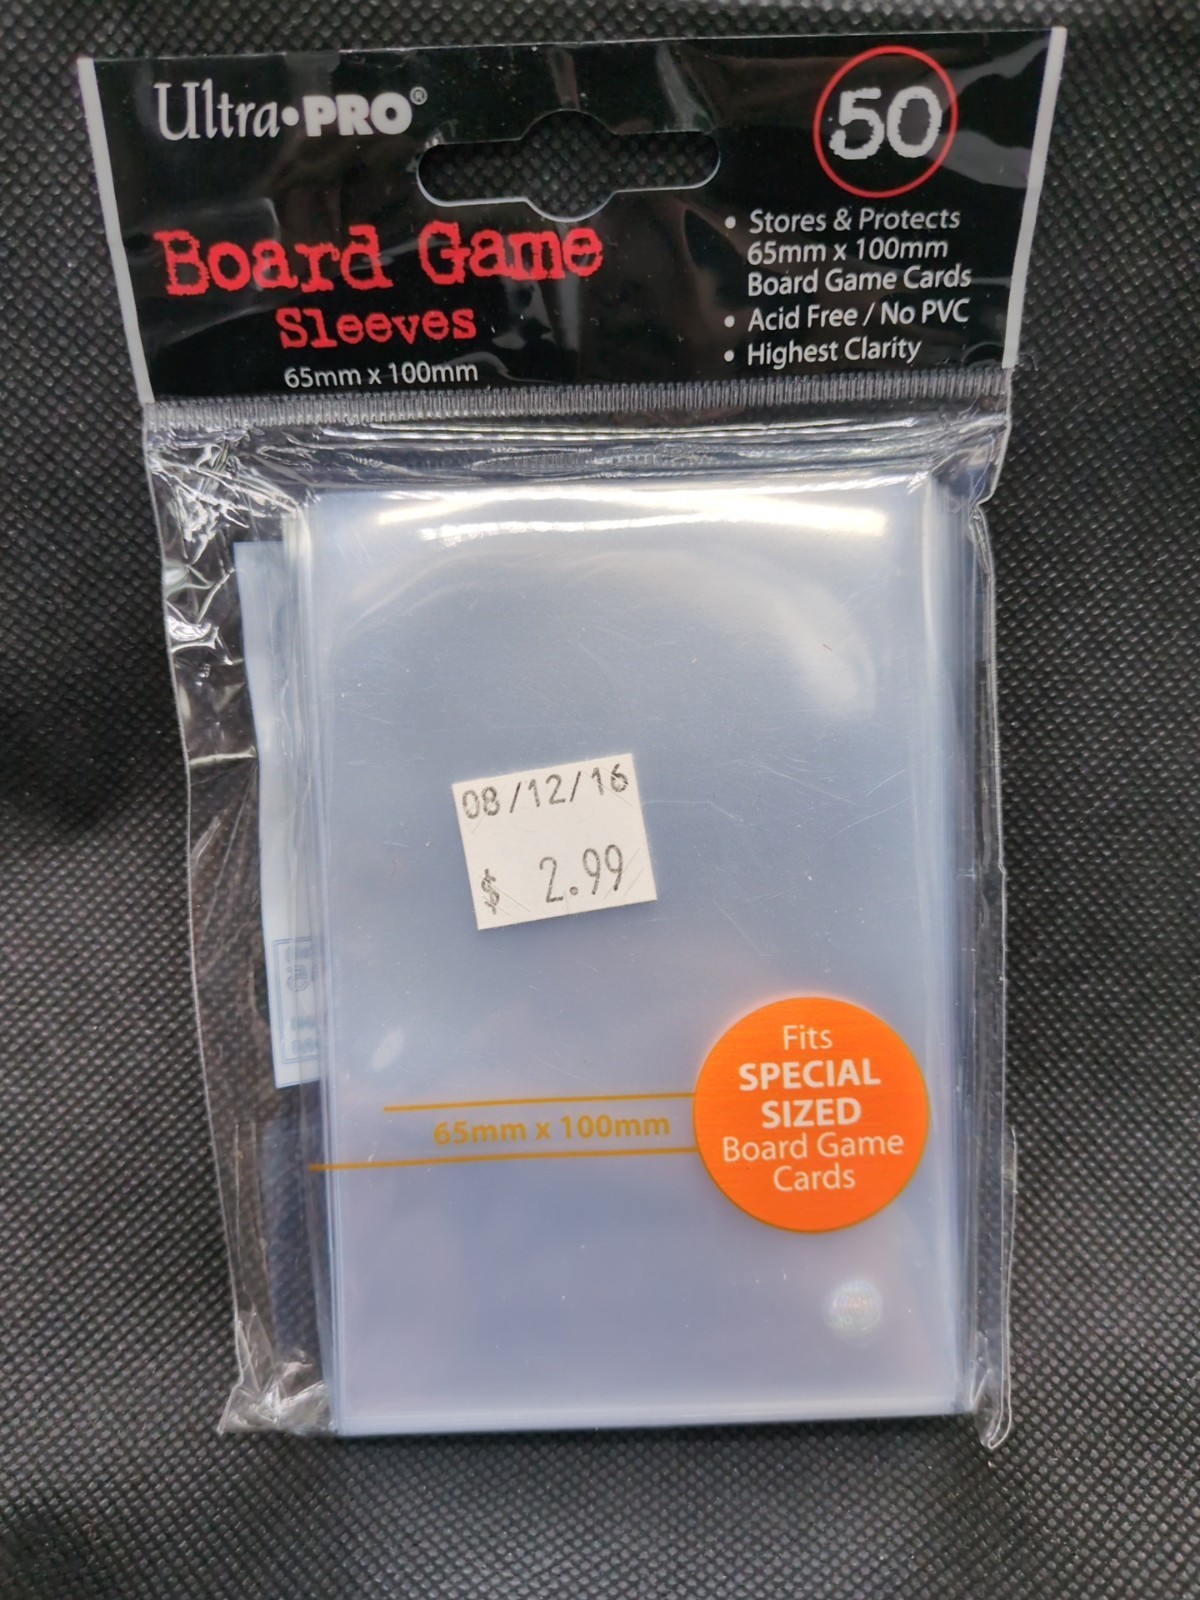 Ultra•PRO®
50
Board Game
Sleeves
65mm x 100mm
• Stores & Protects
65mm x 100mm
Board Game Cards
• Acid Free / No PVC
• Highest Clarity
08/12/16
$ 2.99
Fits
SPECIAL
SIZED
Board Game
Cards
65mm x 100mm